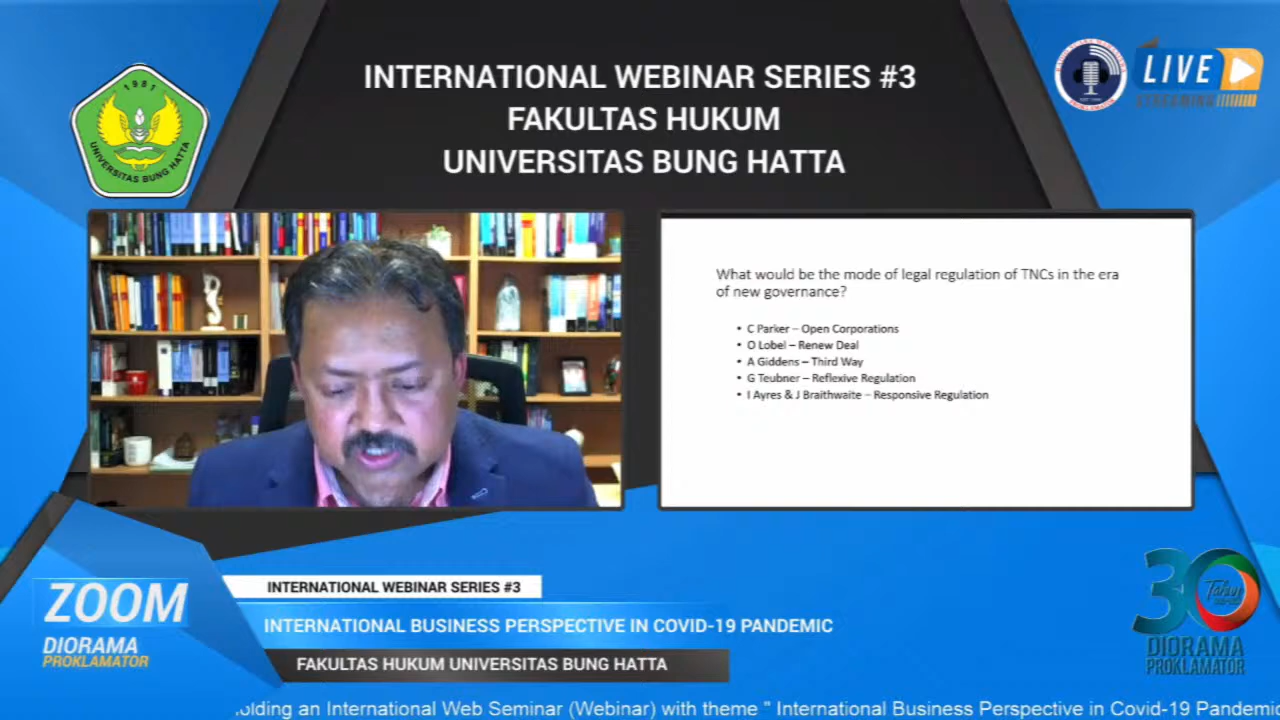 INTERNATIONAL WEBINAR SERIES #3
FAKULTAS HUKUM
UNIVERSITAS BUNG HATTA
1981
UNIVERSITAS BUNG HATTA
LIVE
STREAMING
What would be the mode of legal regulation of TNCs in the era
of new governance?
• C Parker – Open Corporations
• O Lobel – Renew Deal
• A Giddens – Third Way
• G Teubner – Reflexive Regulation
• I Ayres & J Braithwaite – Responsive Regulation
ZOOM
DIORAMA
PROKLAMATOR
INTERNATIONAL WEBINAR SERIES #3
INTERNATIONAL BUSINESS PERSPECTIVE IN COVID-19 PANDEMIC
FAKULTAS HUKUM UNIVERSITAS BUNG HATTA
30
Tahun
DIORAMA
PROKLAMATOR
olding an International Web Seminar (Webinar) with theme " International Business Perspective in Covid-19 Pandemic